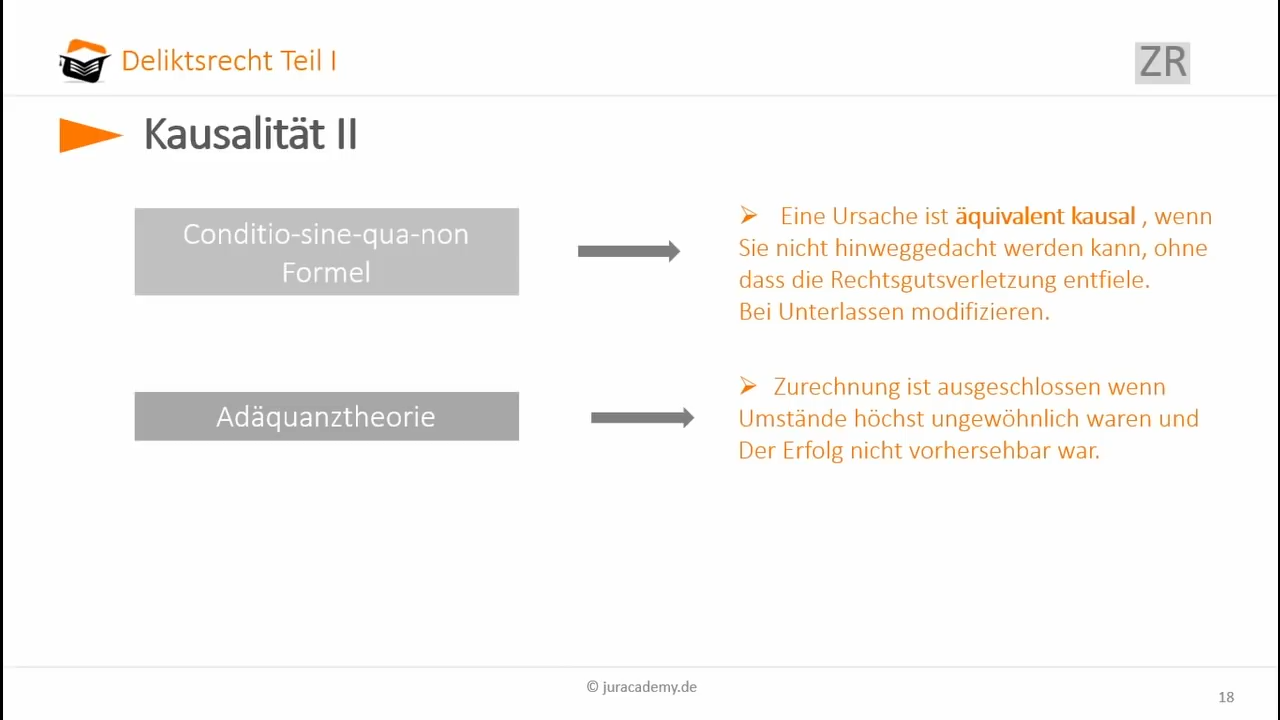 Deliktsrecht Teil I
ZR
Kausalität II
Conditio-sine-qua-non
Formel
Eine Ursache ist äquivalent kausal , wenn
Sie nicht hinweggedacht werden kann, ohne
dass die Rechtsgutsverletzung entfiele.
Bei Unterlassen modifizieren.
Adäquanztheorie
Zurechnung ist ausgeschlossen wenn
Umstände höchst ungewöhnlich waren und
Der Erfolg nicht vorhersehbar war.
© juracademy.de
18